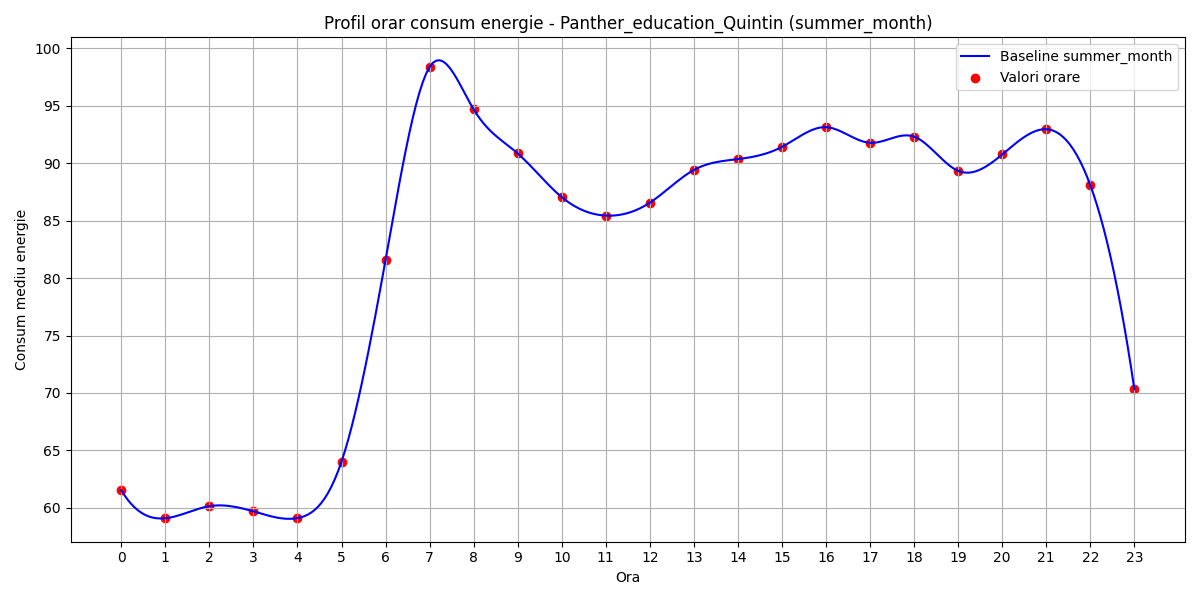 Profil orar consum energie - Panther_education_Quintin (summer_month)
Baseline summer_month
Valori orare
Consum mediu energie
100
95
90
85
80
75
70
65
60
0 1 2 3 4 5 6 7 8 9 10 11 12 13 14 15 16 17 18 19 20 21 22 23
Ora